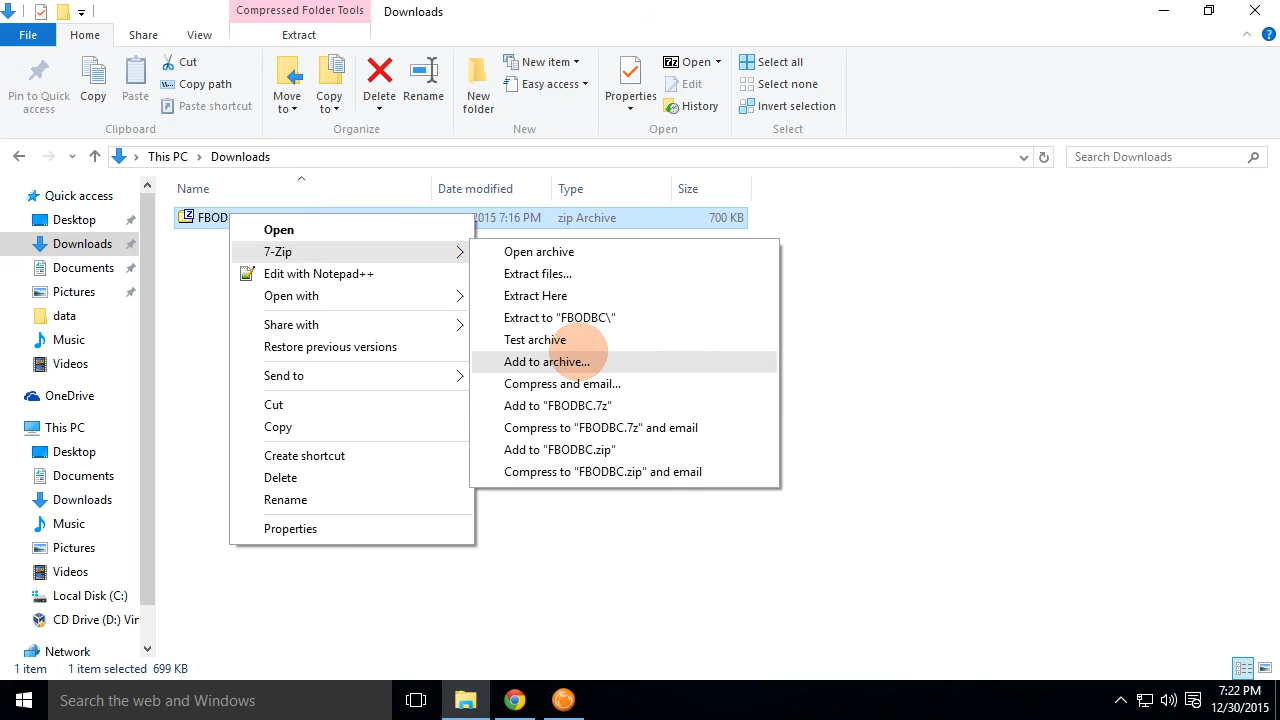 Compressed Folder Tools
Downloads
File
Home
Share
View
Extract
Pin to Quick access
Copy
Paste
Cut
Copy path
Paste shortcut
Clipboard
Move to
Copy to
Delete
Rename
Organize
New folder
New item
Easy access
New
Properties
Open
Edit
History
Open
Select all
Select none
Invert selection
Select
This PC
Downloads
Search Downloads
Name
Date modified
Type
Size
FBOD
2015 7:16 PM
zip Archive
700 KB
Quick access
Desktop
Downloads
Documents
Pictures
data
Music
Videos
OneDrive
This PC
Desktop
Documents
Downloads
Music
Pictures
Videos
Local Disk (C:)
CD Drive (D:) Vir
Network
Open
7-Zip
Edit with Notepad++
Open with
Share with
Restore previous versions
Send to
Cut
Copy
Create shortcut
Delete
Rename
Properties
Open archive
Extract files...
Extract Here
Extract to "FBODBC\"
Test archive
Add to archive...
Compress and email...
Add to "FBODBC.7z"
Compress to "FBODBC.7z" and email
Add to "FBODBC.zip"
Compress to "FBODBC.zip" and email
1 item
1 item selected 699 KB
Search the web and Windows
7:22 PM
12/30/2015